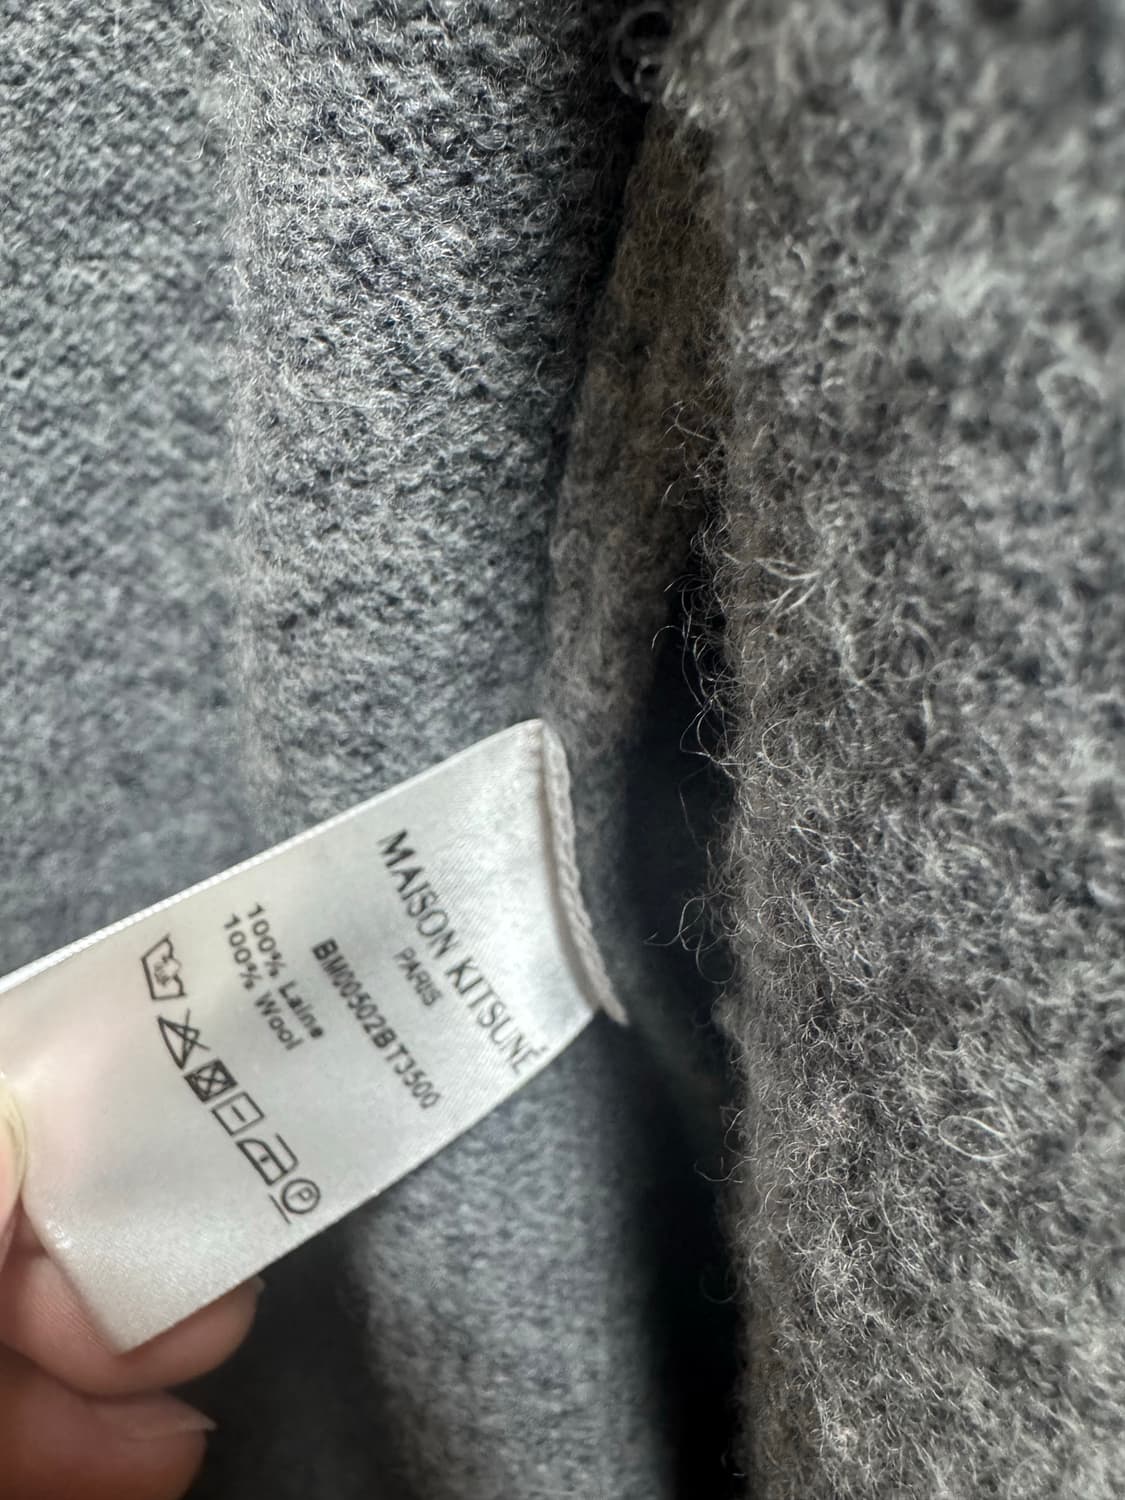 MAISON KITSUNÉ
PARIS
BM00502BT3500
100% Laine
100% Wool
P